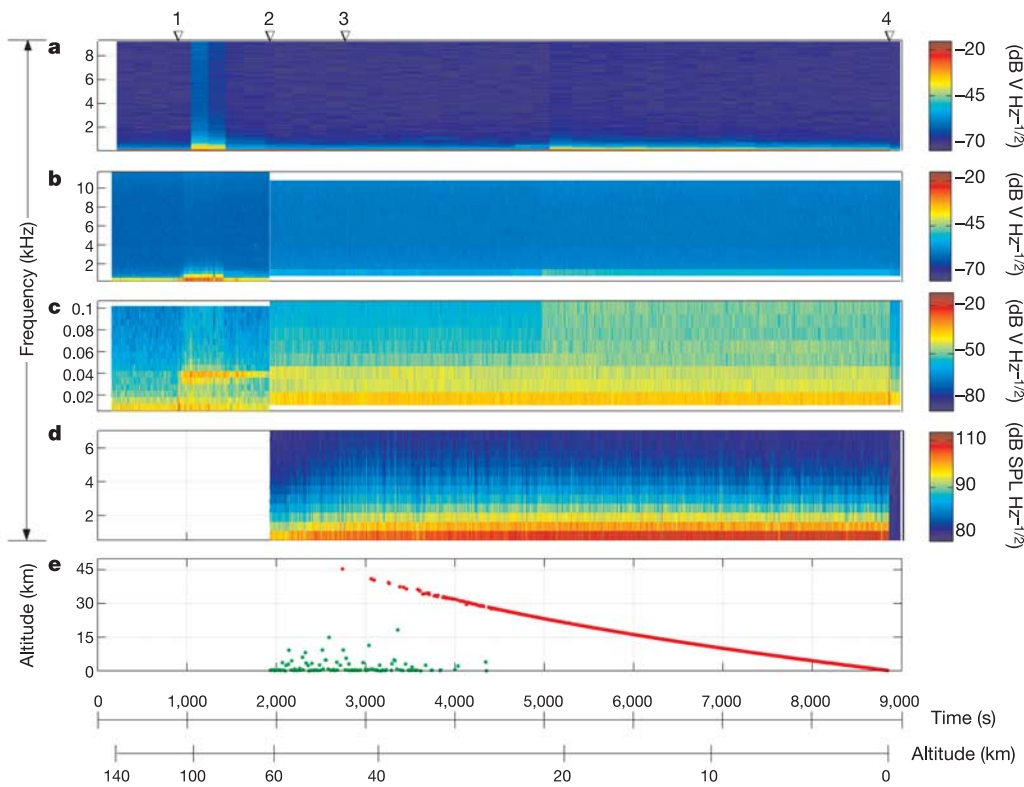 1 2 3 4
a
8
6
4
2
–20
–45
–70
(dB V Hz–1/2)
b
10
8
6
4
2
–20
–45
–70
(dB V Hz–1/2)
Frequency (kHz)
c
0.1
0.08
0.06
0.04
0.02
–20
–50
–80
(dB V Hz–1/2)
d
6
4
2
110
90
80
(dB SPL Hz–1/2)
e
Altitude (km)
45
30
15
0
0 1,000 2,000 3,000 4,000 5,000 6,000 7,000 8,000 9,000
Time (s)
Altitude (km)
140 100 60 40 20 10 0